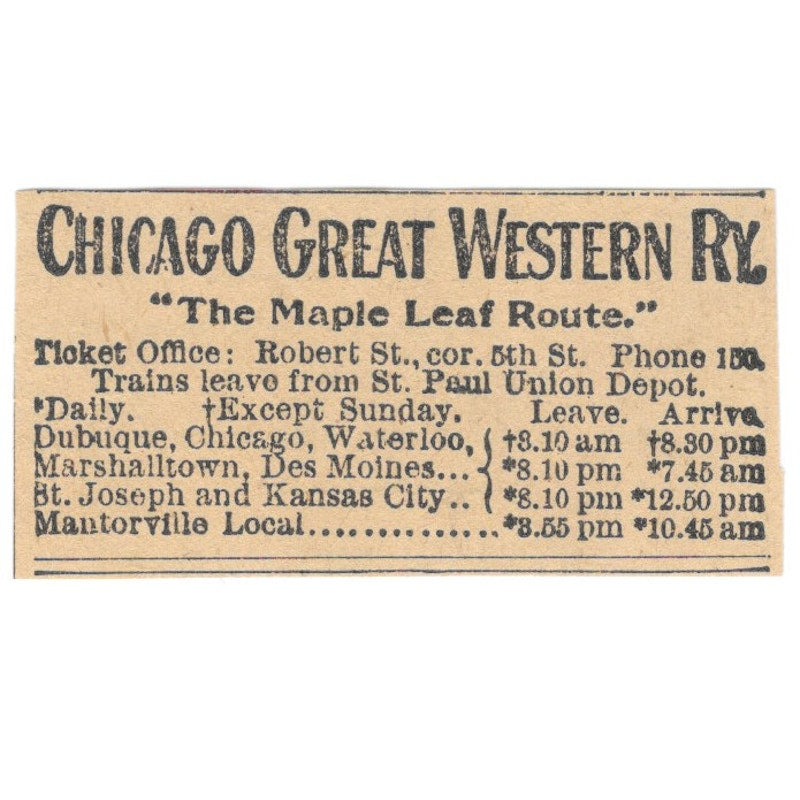 CHICAGO GREAT WESTERN RY.
"The Maple Leaf Route."
Ticket Office: Robert St., cor. 5th St. Phone 150.
Trains leave from St. Paul Union Depot.
*Daily. †Except Sunday. Leave. Arrive
Dubuque, Chicago, Waterloo, †8.10 am †8.30 pm
Marshalltown, Des Moines... *8.10 pm *7.45 am
St. Joseph and Kansas City.. *8.10 pm *12.50 pm
Mantorville Local............... *3.55 pm *10.45 am